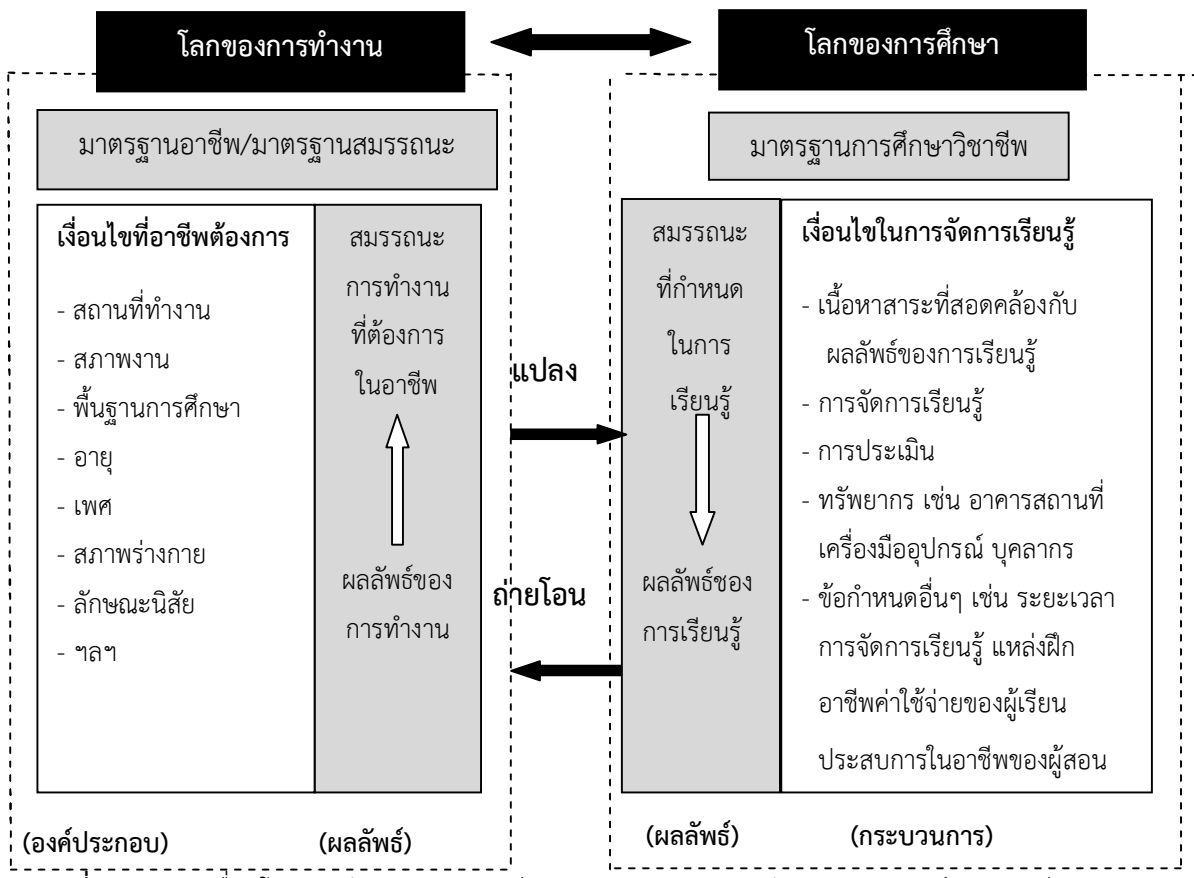 โลกของการทำงาน
โลกของการศึกษา
มาตรฐานอาชีพ/มาตรฐานสมรรถนะ
มาตรฐานการศึกษาวิชาชีพ
เงื่อนไขที่อาชีพต้องการ
- สถานที่ทำงาน
- สภาพงาน
- พื้นฐานการศึกษา
- อายุ
- เพศ
- สภาพร่างกาย
- ลักษณะนิสัย
- ฯลฯ
สมรรถนะ
การทำงาน
ที่ต้องการ
ในอาชีพ
ผลลัพธ์ของ
การทำงาน
แปลง
ถ่ายโอน
สมรรถนะ
ที่กำหนด
ในการ
เรียนรู้
ผลลัพธ์ซอง
การเรียนรู้
เงื่อนไขในการจัดการเรียนรู้
- เนื้อหาสาระที่สอดคล้องกับ
ผลลัพธ์ของการเรียนรู้
- การจัดการเรียนรู้
- การประเมิน
- ทรัพยากร เช่น อาคารสถานที่
เครื่องมืออุปกรณ์ บุคลากร
- ข้อกำหนดอื่นๆ เช่น ระยะเวลา
การจัดการเรียนรู้ แหล่งฝึก
อาชีพค่าใช้จ่ายของผู้เรียน
ประสบการในอาชีพของผู้สอน
(องค์ประกอบ)
(ผลลัพธ์)
(ผลลัพธ์)
(กระบวนการ)